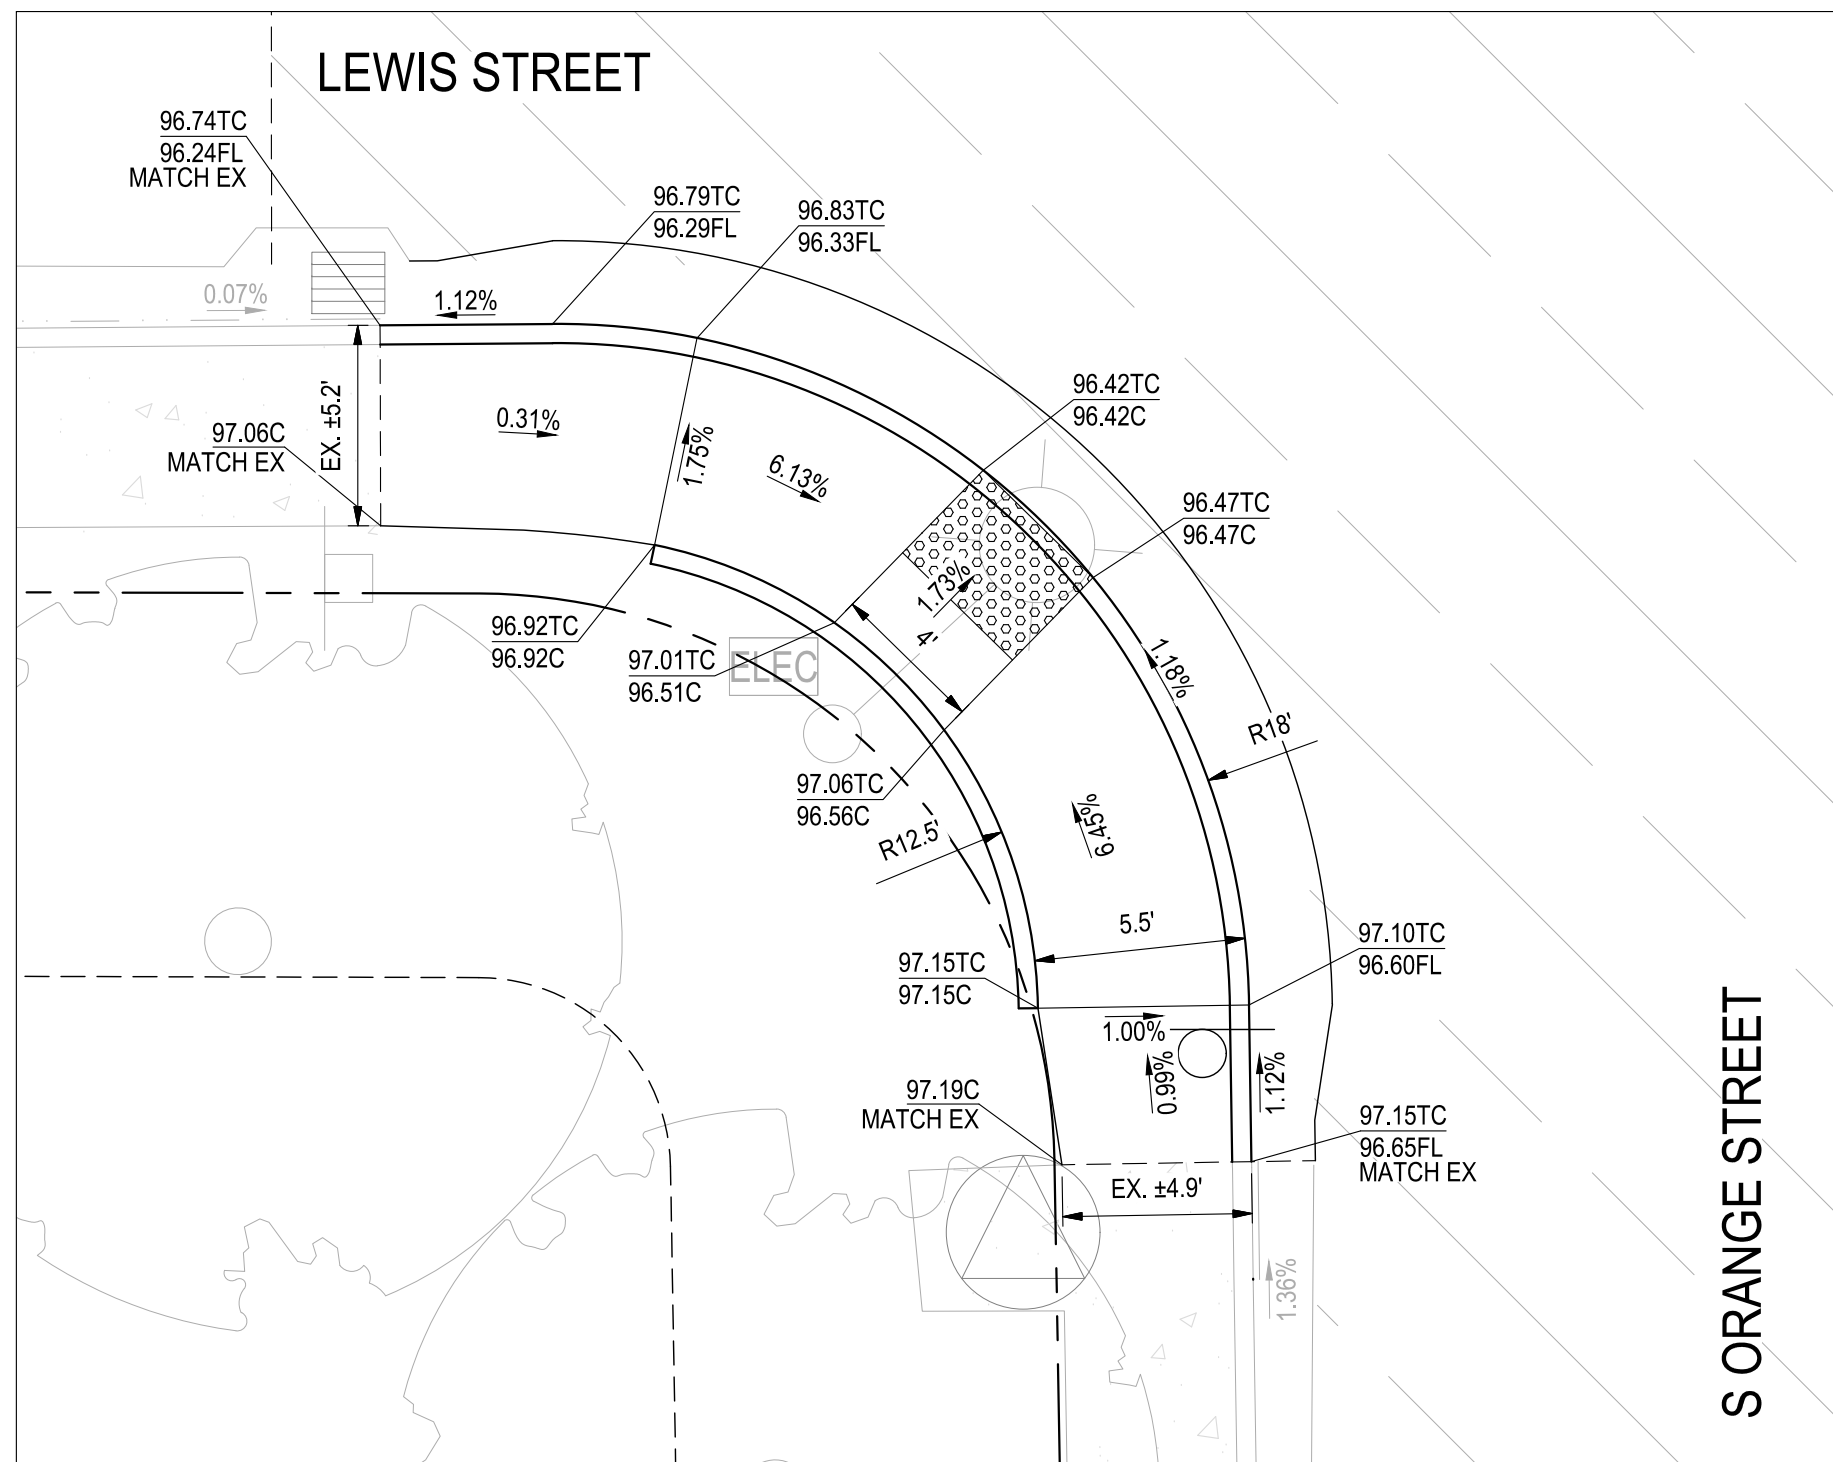 LEWIS STREET
96.74TC
96.24FL
MATCH EX
96.79TC
96.29FL
96.83TC
96.33FL
0.07%
1.12%
EX. ±5.2'
0.31%
97.06C
MATCH EX
1.75%
6.13%
96.42TC
96.42C
96.47TC
96.47C
1.73%
4'
96.92TC
96.92C
97.01TC
96.51C
ELEC
1.18%
R18'
97.06TC
96.56C
R12.5'
6.45%
5.5'
97.15TC
97.15C
97.10TC
96.60FL
1.00%
0.99%
1.12%
97.19C
MATCH EX
97.15TC
96.65FL
MATCH EX
EX. ±4.9'
1.36%
S ORANGE STREET